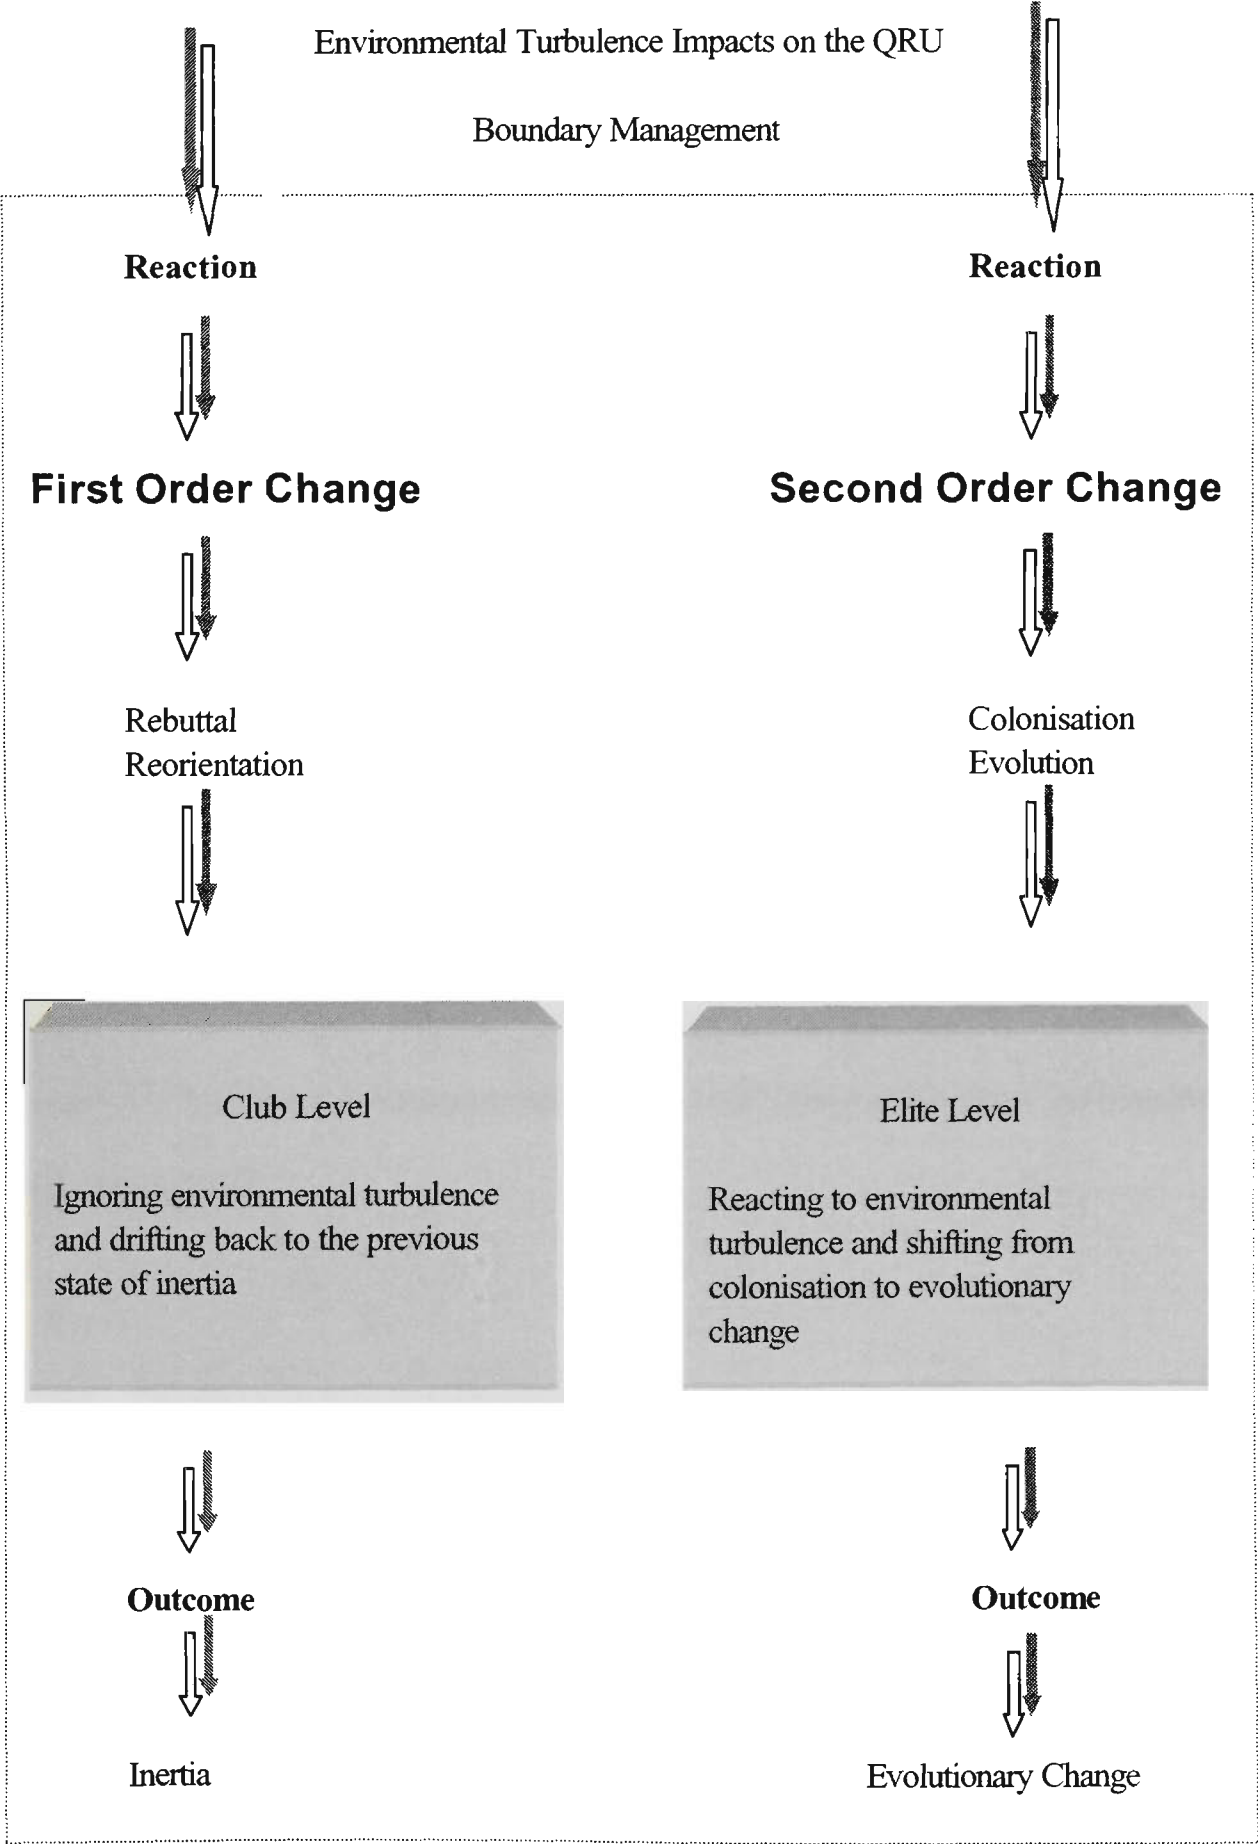 Environmental Turbulence Impacts on the QRU
Boundary Management
Reaction
Reaction
First Order Change
Second Order Change
Rebuttal
Reorientation
Colonisation
Evolution
Club Level
Ignoring environmental turbulence
and drifting back to the previous
state of inertia
Elite Level
Reacting to environmental
turbulence and shifting from
colonisation to evolutionary
change
Outcome
Outcome
Inertia
Evolutionary Change